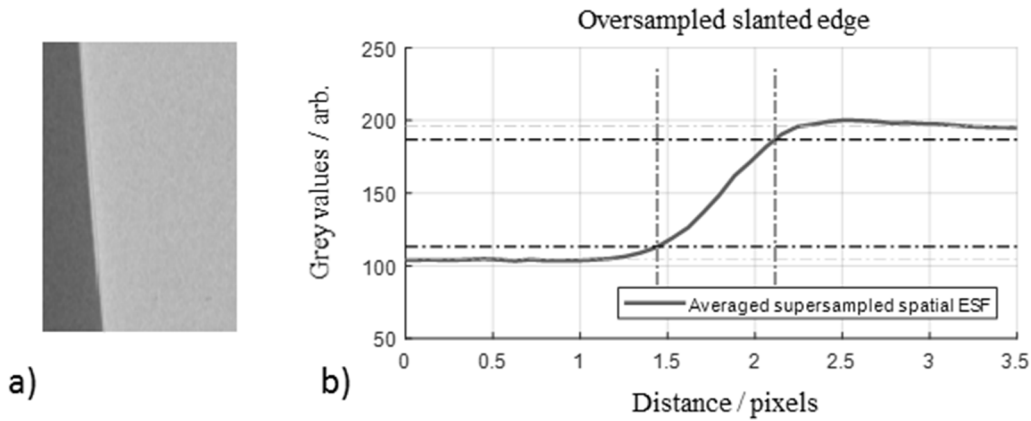 Oversampled slanted edge
250
200
150
100
50
Grey values / arb.
Averaged supersampled spatial ESF
0 0.5 1 1.5 2 2.5 3 3.5
a) b) Distance / pixels